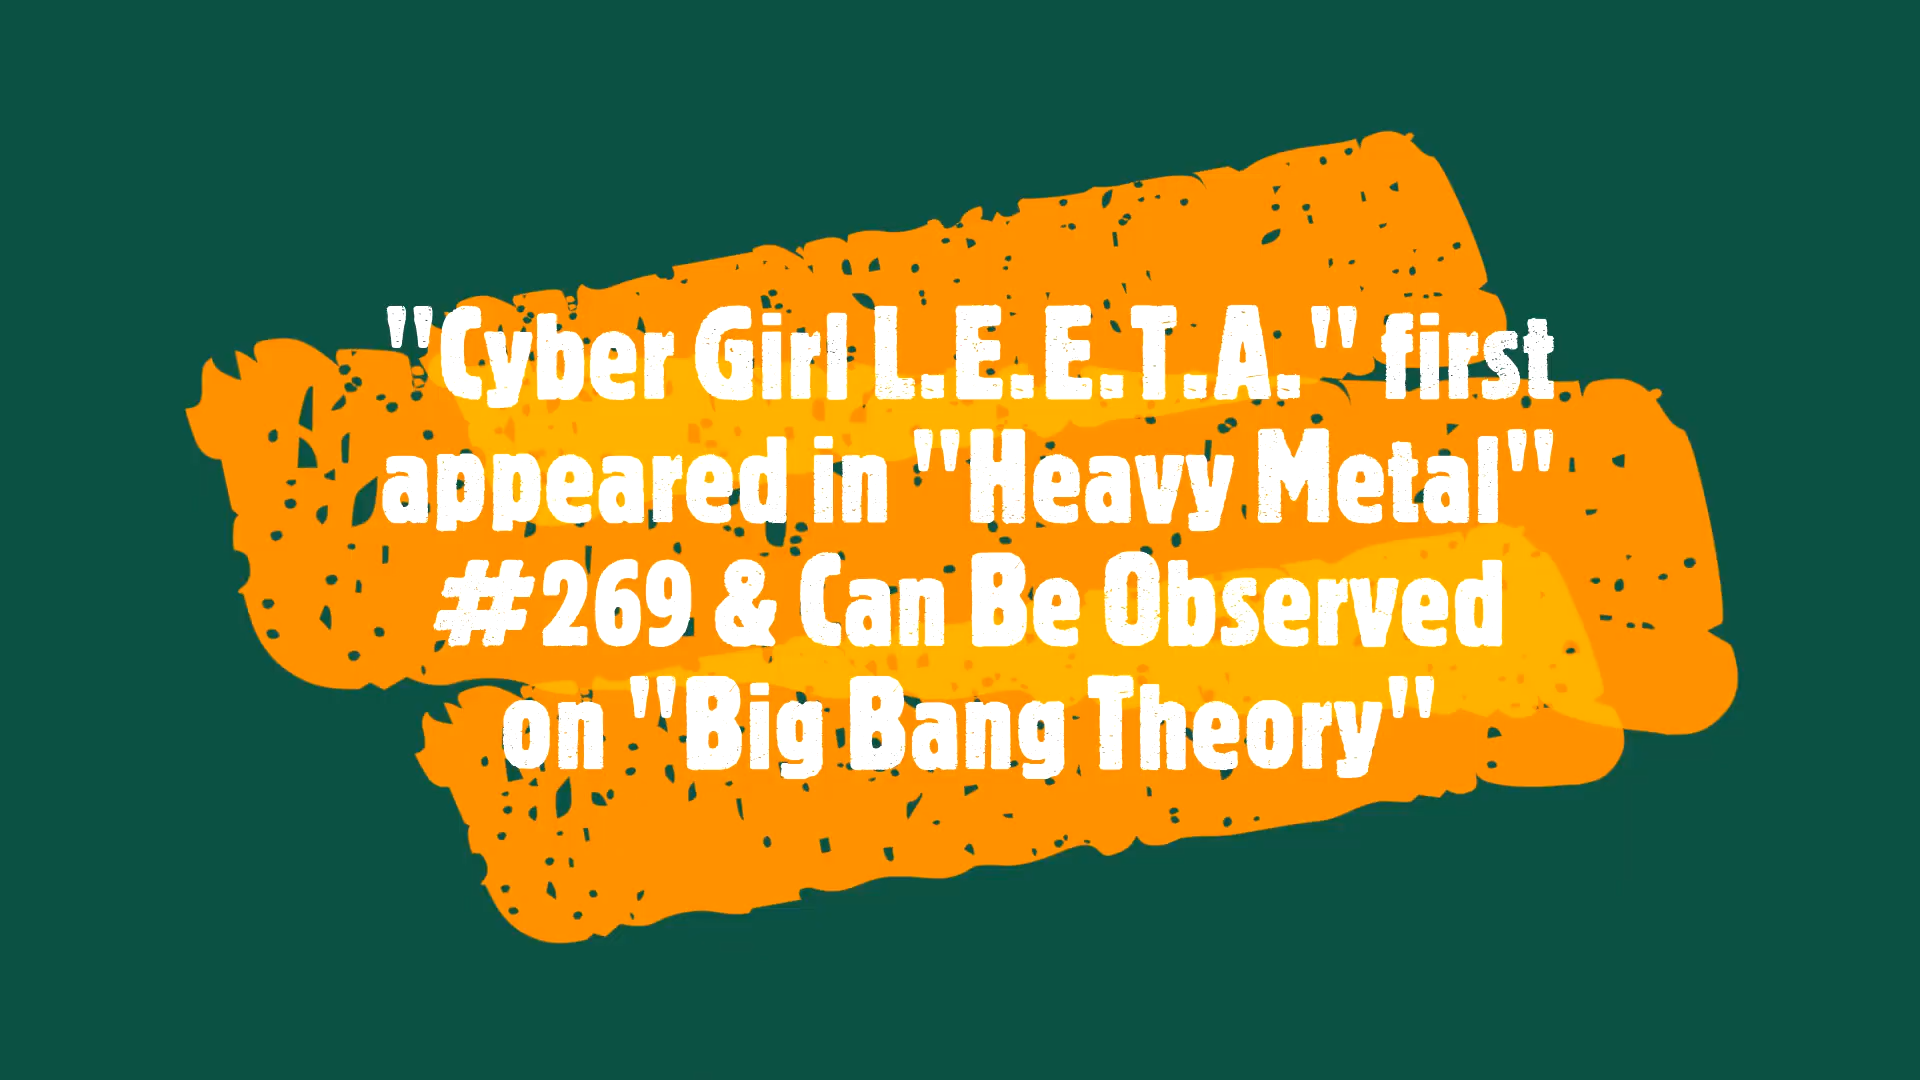 "Cyber Girl L.E.E.T.A. " first
appeared in "Heavy Metal"
#269 & Can Be Observed
on "Big Bang Theory"